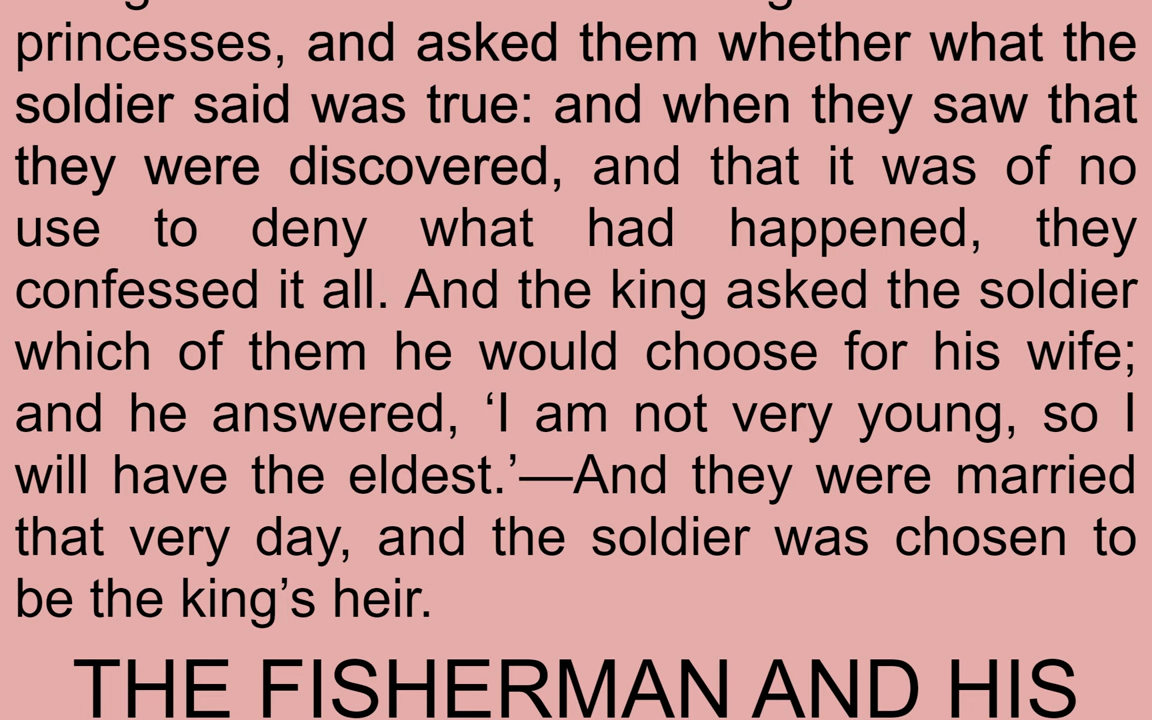 princesses, and asked them whether what the
soldier said was true: and when they saw that
they were discovered, and that it was of no
use to deny what had happened, they
confessed it all. And the king asked the soldier
which of them he would choose for his wife;
and he answered, ‘I am not very young, so I
will have the eldest.’—And they were married
that very day, and the soldier was chosen to
be the king’s heir.
THE FISHERMAN AND HIS